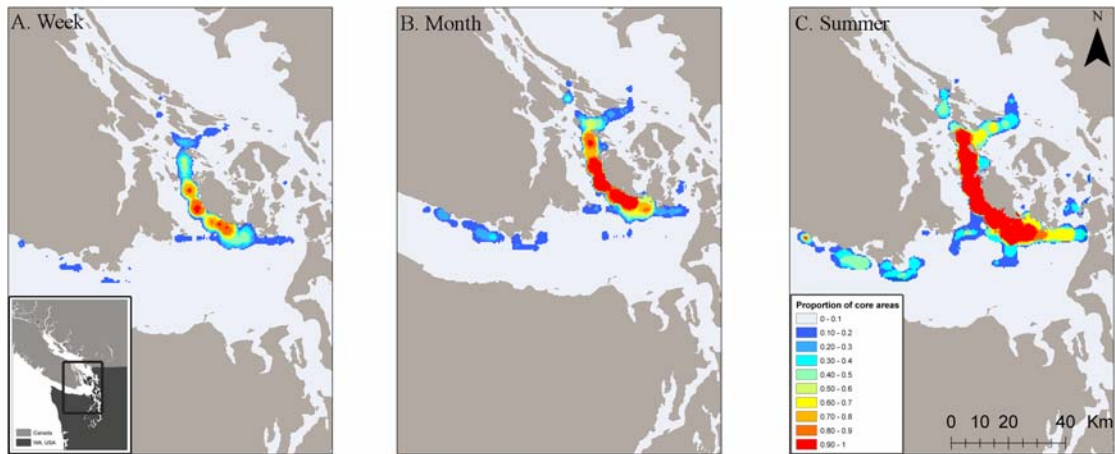 A. Week
B. Month
C. Summer
N
Canada
WA, USA
Proportion of core areas
0 - 0.1
0.10 - 0.2
0.20 - 0.3
0.30 - 0.4
0.40 - 0.5
0.50 - 0.6
0.60 - 0.7
0.70 - 0.8
0.80 - 0.9
0.90 - 1
0 10 20 40 Km